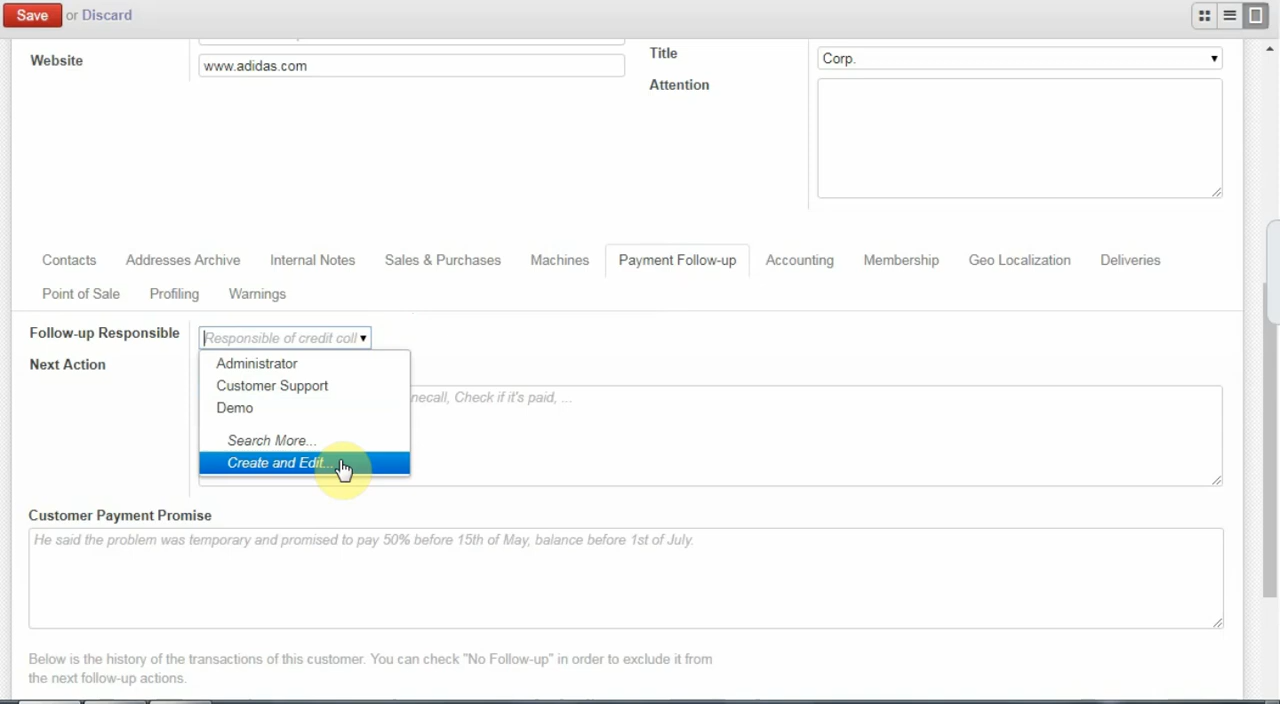 Save or Discard
Website
www.adidas.com
Title
Corp.
Attention
Contacts Addresses Archive Internal Notes Sales & Purchases Machines Payment Follow-up Accounting Membership Geo Localization Deliveries
Point of Sale Profiling Warnings
Follow-up Responsible
Responsible of credit coll
Next Action
Administrator
Customer Support
Demo
Search More...
Create and Edit...
Check if it's paid, ...
Customer Payment Promise
He said the problem was temporary and promised to pay 50% before 15th of May, balance before 1st of July.
Below is the history of the transactions of this customer. You can check "No Follow-up" in order to exclude it from
the next follow-up actions.